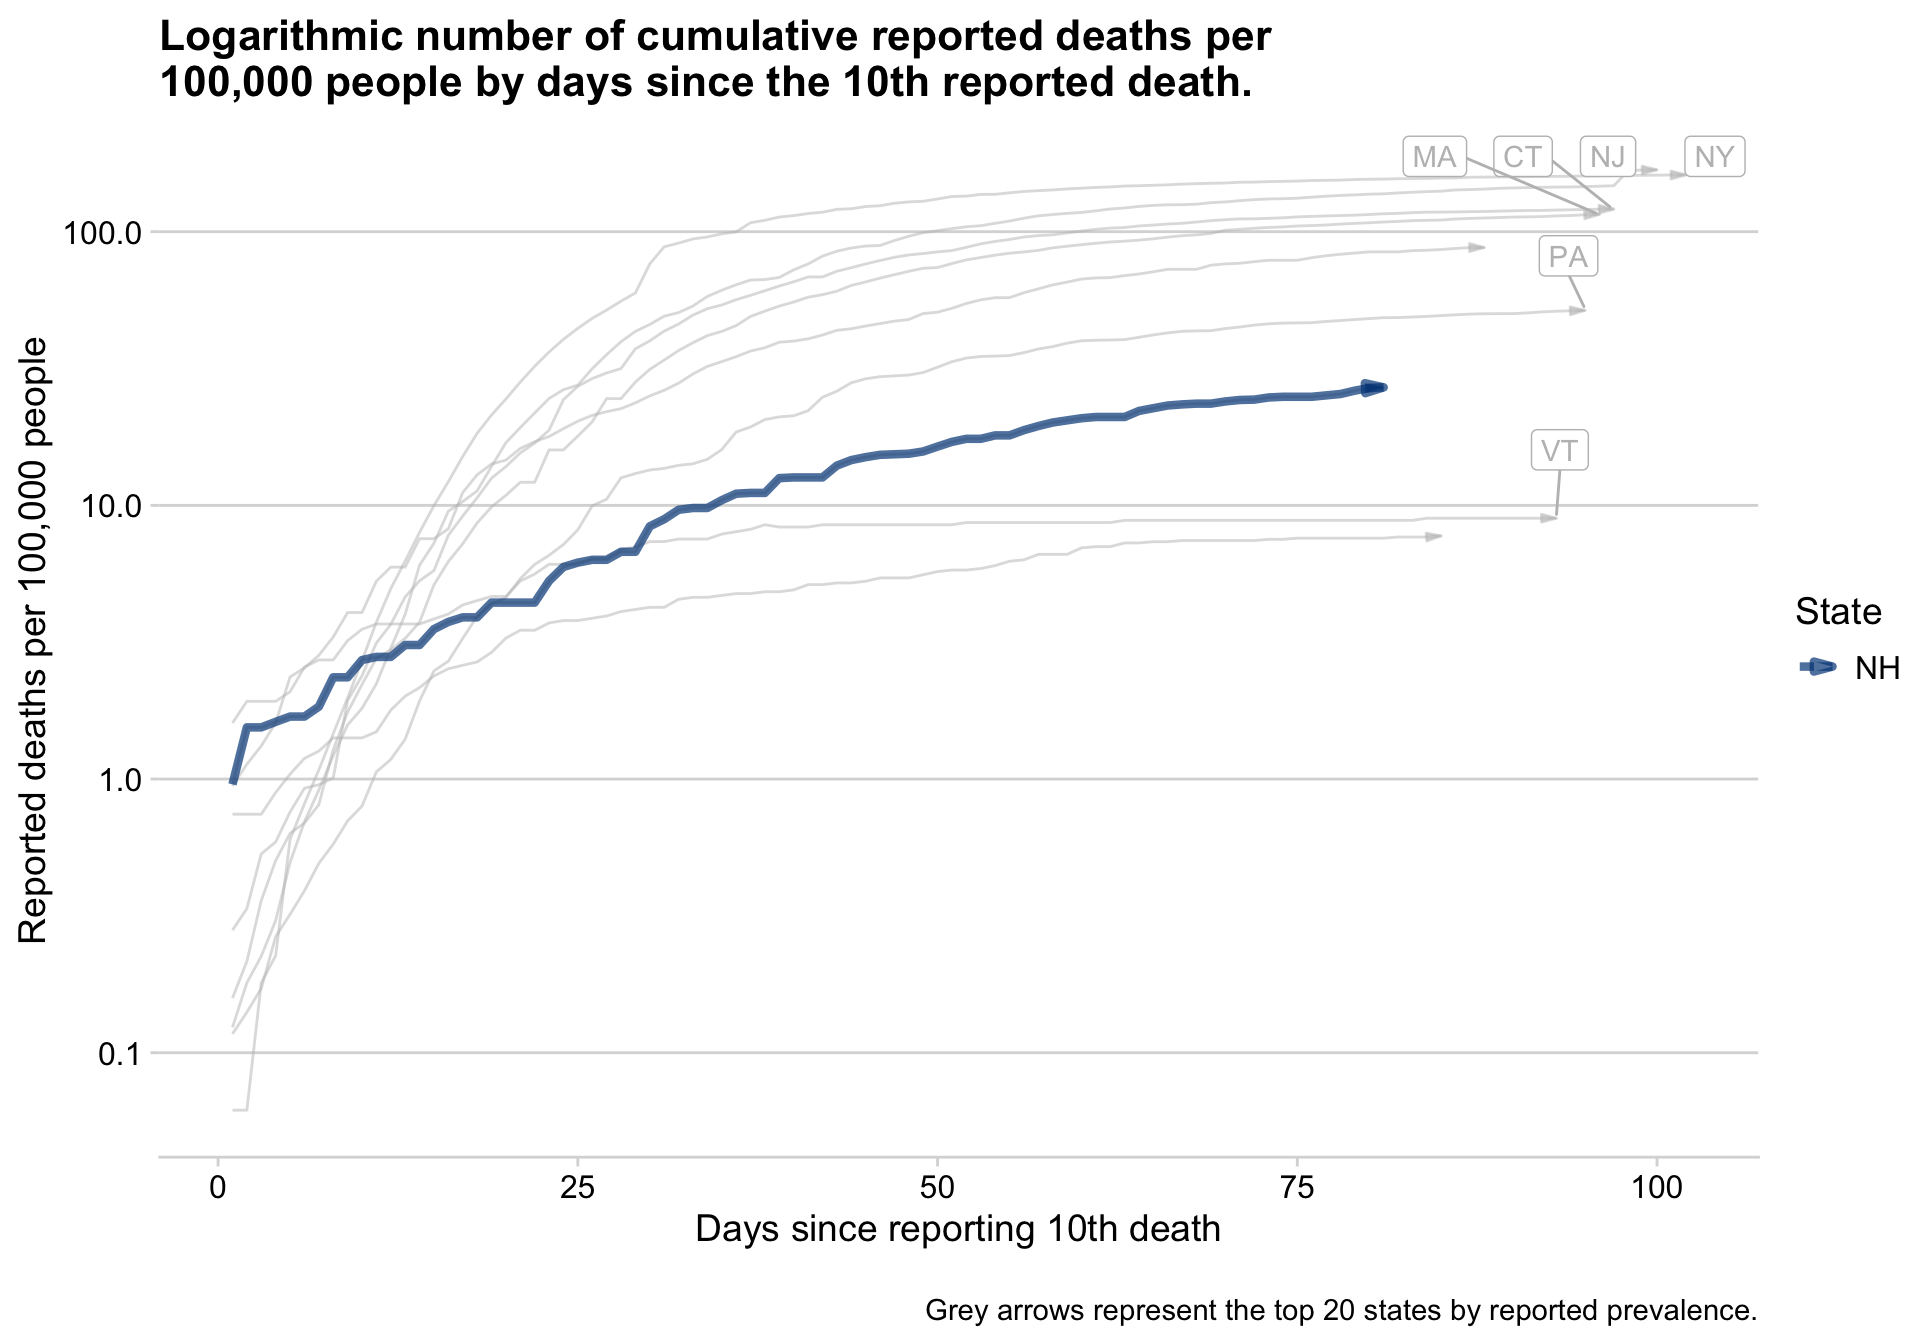 Logarithmic number of cumulative reported deaths per
100,000 people by days since the 10th reported death.
MA CT NJ NY
100.0
PA
Reported deaths per 100,000 people
VT
10.0
State
NH
1.0
0.1
0 25 50 75 100
Days since reporting 10th death
Grey arrows represent the top 20 states by reported prevalence.